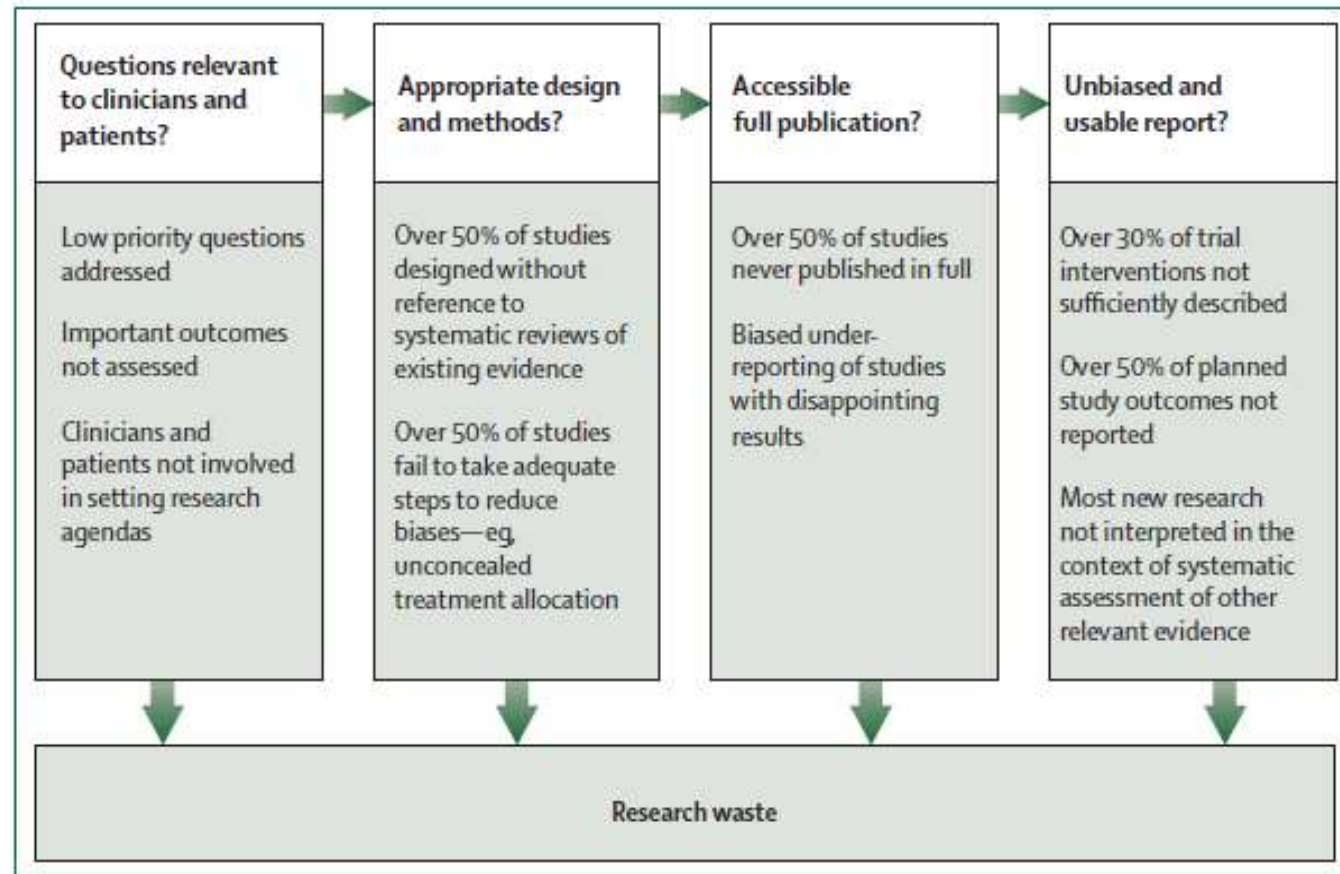 Questions relevant
to clinicians and
patients?
Low priority questions
addressed
Important outcomes
not assessed
Clinicians and
patients not involved
in setting research
agendas
Appropriate design
and methods?
Over 50% of studies
designed without
reference to
systematic reviews of
existing evidence
Over 50% of studies
fail to take adequate
steps to reduce
biases—eg,
unconcealed
treatment allocation
Accessible
full publication?
Over 50% of studies
never published in full
Biased under-
reporting of studies
with disappointing
results
Unbiased and
usable report?
Over 30% of trial
interventions not
sufficiently described
Over 50% of planned
study outcomes not
reported
Most new research
not interpreted in the
context of systematic
assessment of other
relevant evidence
Research waste